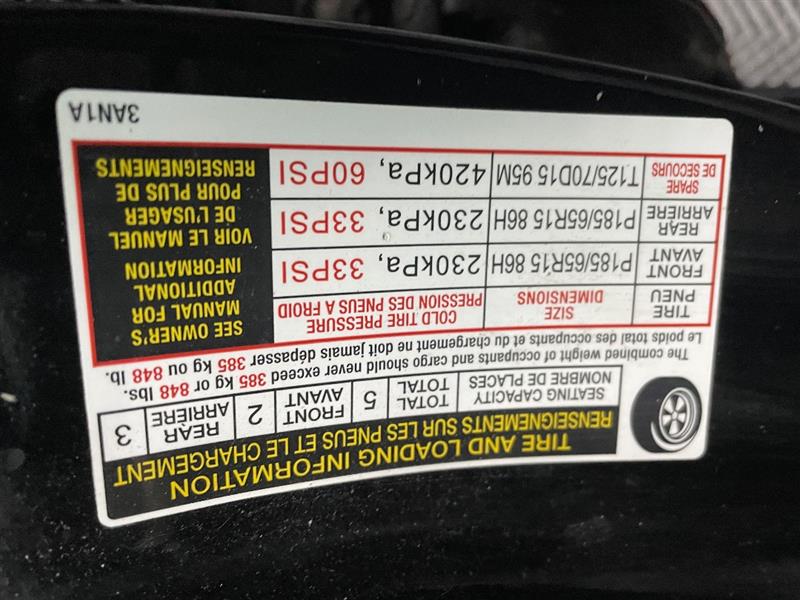 TIRE AND LOADING INFORMATION
RENSEIGNEMENTS SUR LES PNEUS ET LE CHARGEMENT
SEATING CAPACITY
NOMBRE DE PLACES
TOTAL
TOTAL
5
FRONT
AVANT
2
REAR
ARRIÈRE
3
The combined weight of occupants and cargo should never exceed 385 kg or 848 lbs.
Le poids total des occupants et du chargement ne doit jamais dépasser 385 kg ou 848 lb.
TIRE
PNEU
SIZE
DIMENSIONS
COLD TIRE PRESSURE
PRESSION DES PNEUS A FROID
SEE OWNER'S
MANUAL FOR
ADDITIONAL
INFORMATION
VOIR LE MANUEL
DE L'USAGER
POUR PLUS DE
RENSEIGNEMENTS
FRONT
AVANT
P185/65R15 86H
230kPa, 33PSI
REAR
ARRIÈRE
P185/65R15 86H
230kPa, 33PSI
SPARE
DE SECOURS
T125/70D15 95M
420kPa, 60PSI
3AN1A